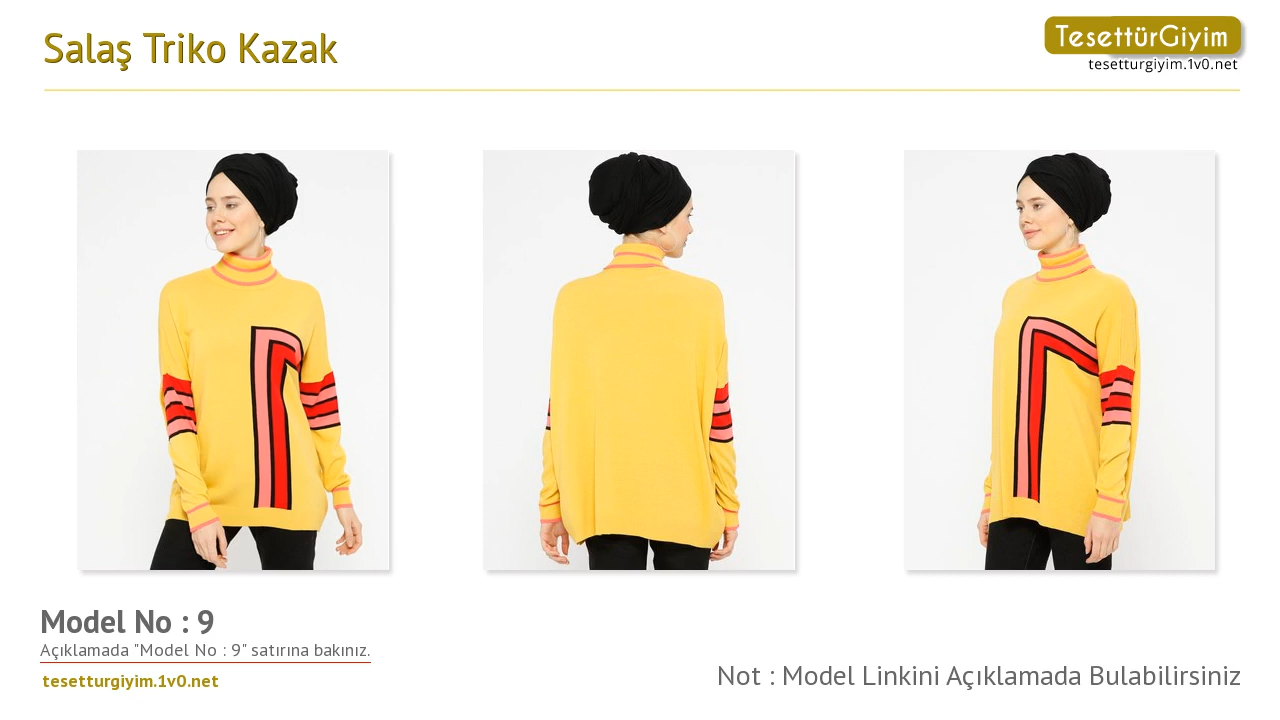 Salaş Triko Kazak
TesettürGiyim
tesetturgiyim.1v0.net
Model No : 9
Açıklamada "Model No : 9" satırına bakınız.
tesetturgiyim.1v0.net
Not : Model Linkini Açıklamada Bulabilirsiniz